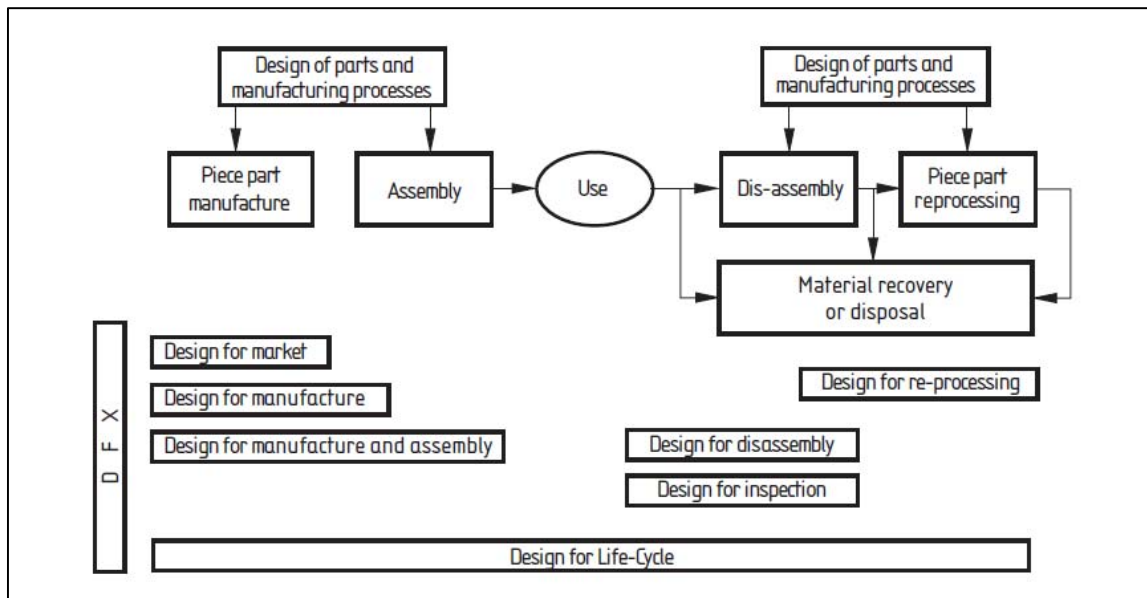 Design of parts and
manufacturing processes
Design of parts and
manufacturing processes
Piece part
manufacture
Assembly
Use
Dis-assembly
Piece part
reprocessing
Material recovery
or disposal
DFX
Design for market
Design for re-processing
Design for manufacture
Design for manufacture and assembly
Design for disassembly
Design for inspection
Design for Life-Cycle